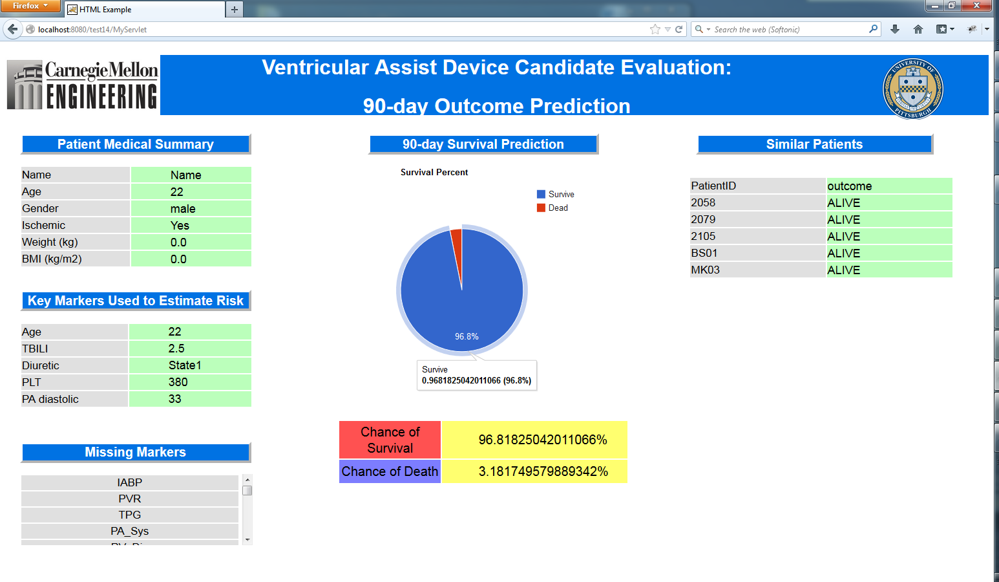 Firefox
HTML Example
localhost:8080/test14/MyServlet
Search the web (Softonic)
Carnegie Mellon
ENGINEERING
Ventricular Assist Device Candidate Evaluation:
90-day Outcome Prediction
UNIVERSITY OF
PITTSBURGH
Patient Medical Summary
Name Name
Age 22
Gender male
Ischemic Yes
Weight (kg) 0.0
BMI (kg/m2) 0.0
Key Markers Used to Estimate Risk
Age 22
TBILI 2.5
Diuretic State1
PLT 380
PA diastolic 33
Missing Markers
IABP
PVR
TPG
PA_Sys
90-day Survival Prediction
Survival Percent
Survive
Dead
96.8%
Survive
0.9681825042011066 (96.8%)
Chance of
Survival
96.81825042011066%
Chance of Death 3.181749579889342%
Similar Patients
PatientID outcome
2058 ALIVE
2079 ALIVE
2105 ALIVE
BS01 ALIVE
MK03 ALIVE